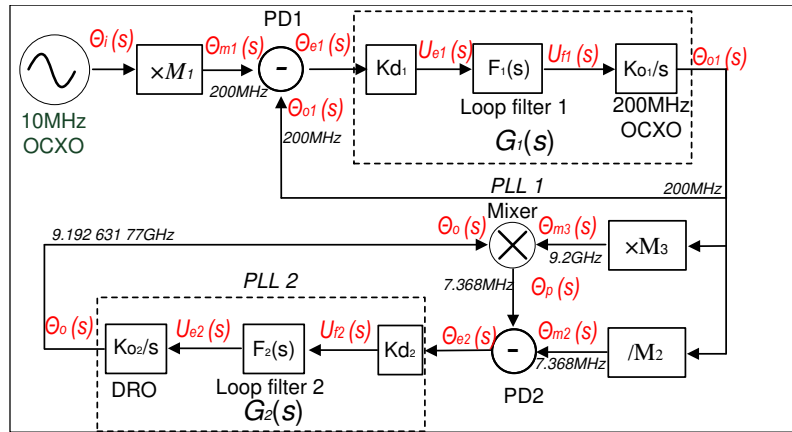 PD1
Θi(s)
Θm1(s)
Θe1(s)
Ue1(s)
Uf1(s)
Θo1(s)
×M1
-
Kd1
F1(s)
Ko1/s
200MHz
Θo1(s)
200MHz
Loop filter 1
200MHz
OCXO
10MHz
OCXO
G1(s)
PLL 1
200MHz
Mixer
9.192 631 77GHz
Θo(s)
Θm3(s)
×M3
9.2GHz
7.368MHz
Θp(s)
PLL 2
Θo(s)
Ue2(s)
Uf2(s)
Θe2(s)
Θm2(s)
Ko2/s
F2(s)
Kd2
-
/M2
7.368MHz
DRO
Loop filter 2
PD2
G2(s)